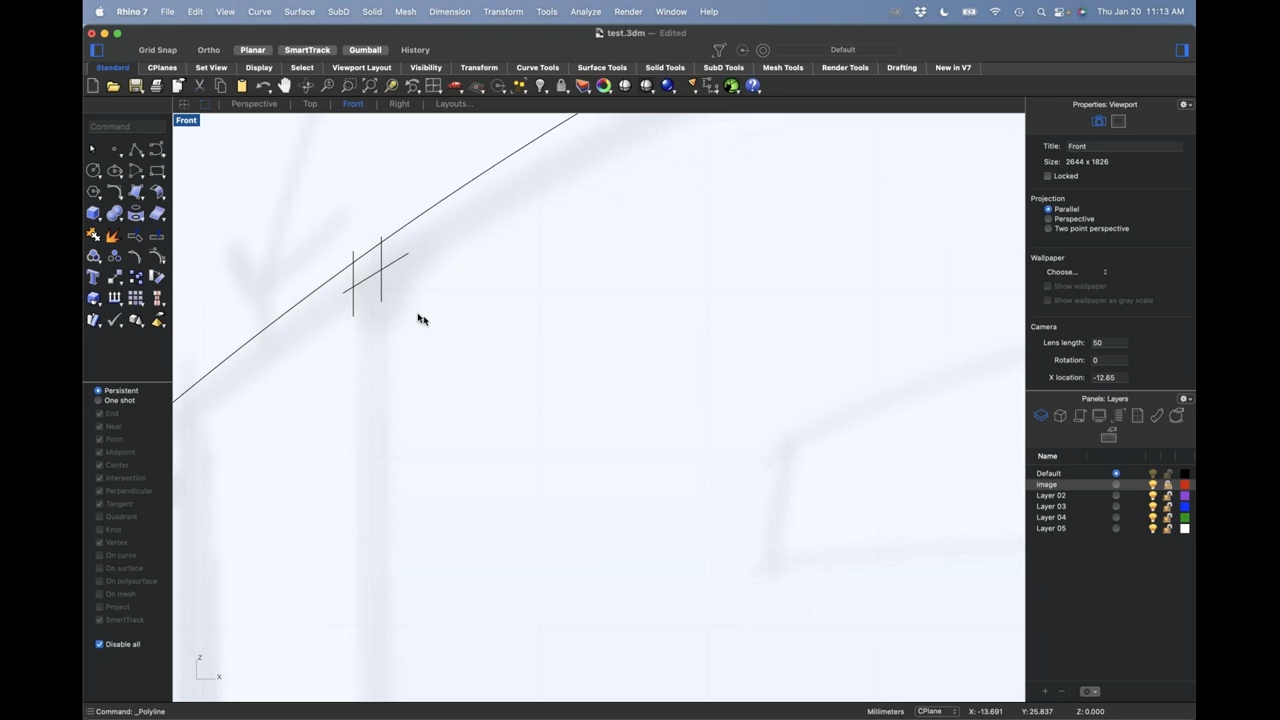 Rhino 7 File Edit View Curve Surface SubD Solid Mesh Dimension Transform Tools Analyze Render Window Help Thu Jan 20 11:13 AM
test.3dm — Edited
Grid Snap Ortho Planar SmartTrack Gumball History Default
Standard CPlanes Set View Display Select Viewport Layout Visibility Transform Curve Tools Surface Tools Solid Tools SubD Tools Mesh Tools Render Tools Drafting New in V7
Perspective Top Front Right Layouts...
Front
Command
Persistent
One shot
End
Near
Point
Midpoint
Center
Intersection
Perpendicular
Tangent
Quadrant
Knot
Vertex
On curve
On surface
On polysurface
On mesh
Project
SmartTrack
Disable all
z
x
Properties: Viewport
Title: Front
Size: 2644 x 1826
Locked
Projection
Parallel
Perspective
Two point perspective
Wallpaper
Choose...
Show wallpaper
Show wallpaper as gray scale
Camera
Lens length: 50
Rotation: 0
X location: -12.65
Panels: Layers
Name
Default
Image
Layer 02
Layer 03
Layer 04
Layer 05
Command: _Polyline
Millimeters CPlane X: -13.691 Y: 25.837 Z: 0.000